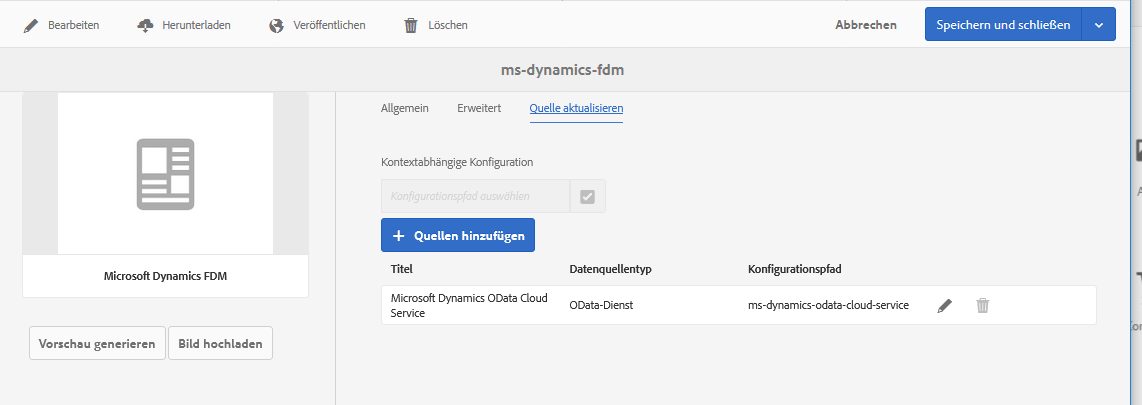 Bearbeiten Herunterladen Veröffentlichen Löschen Abbrechen Speichern und schließen
ms-dynamics-fdm
Allgemein Erweitert Quelle aktualisieren
Kontextabhängige Konfiguration
Konfigurationspfad auswählen
+ Quellen hinzufügen
Titel Datenquellentyp Konfigurationspfad
Microsoft Dynamics OData Cloud
Service
OData-Dienst
ms-dynamics-odata-cloud-service
Microsoft Dynamics FDM
Vorschau generieren Bild hochladen